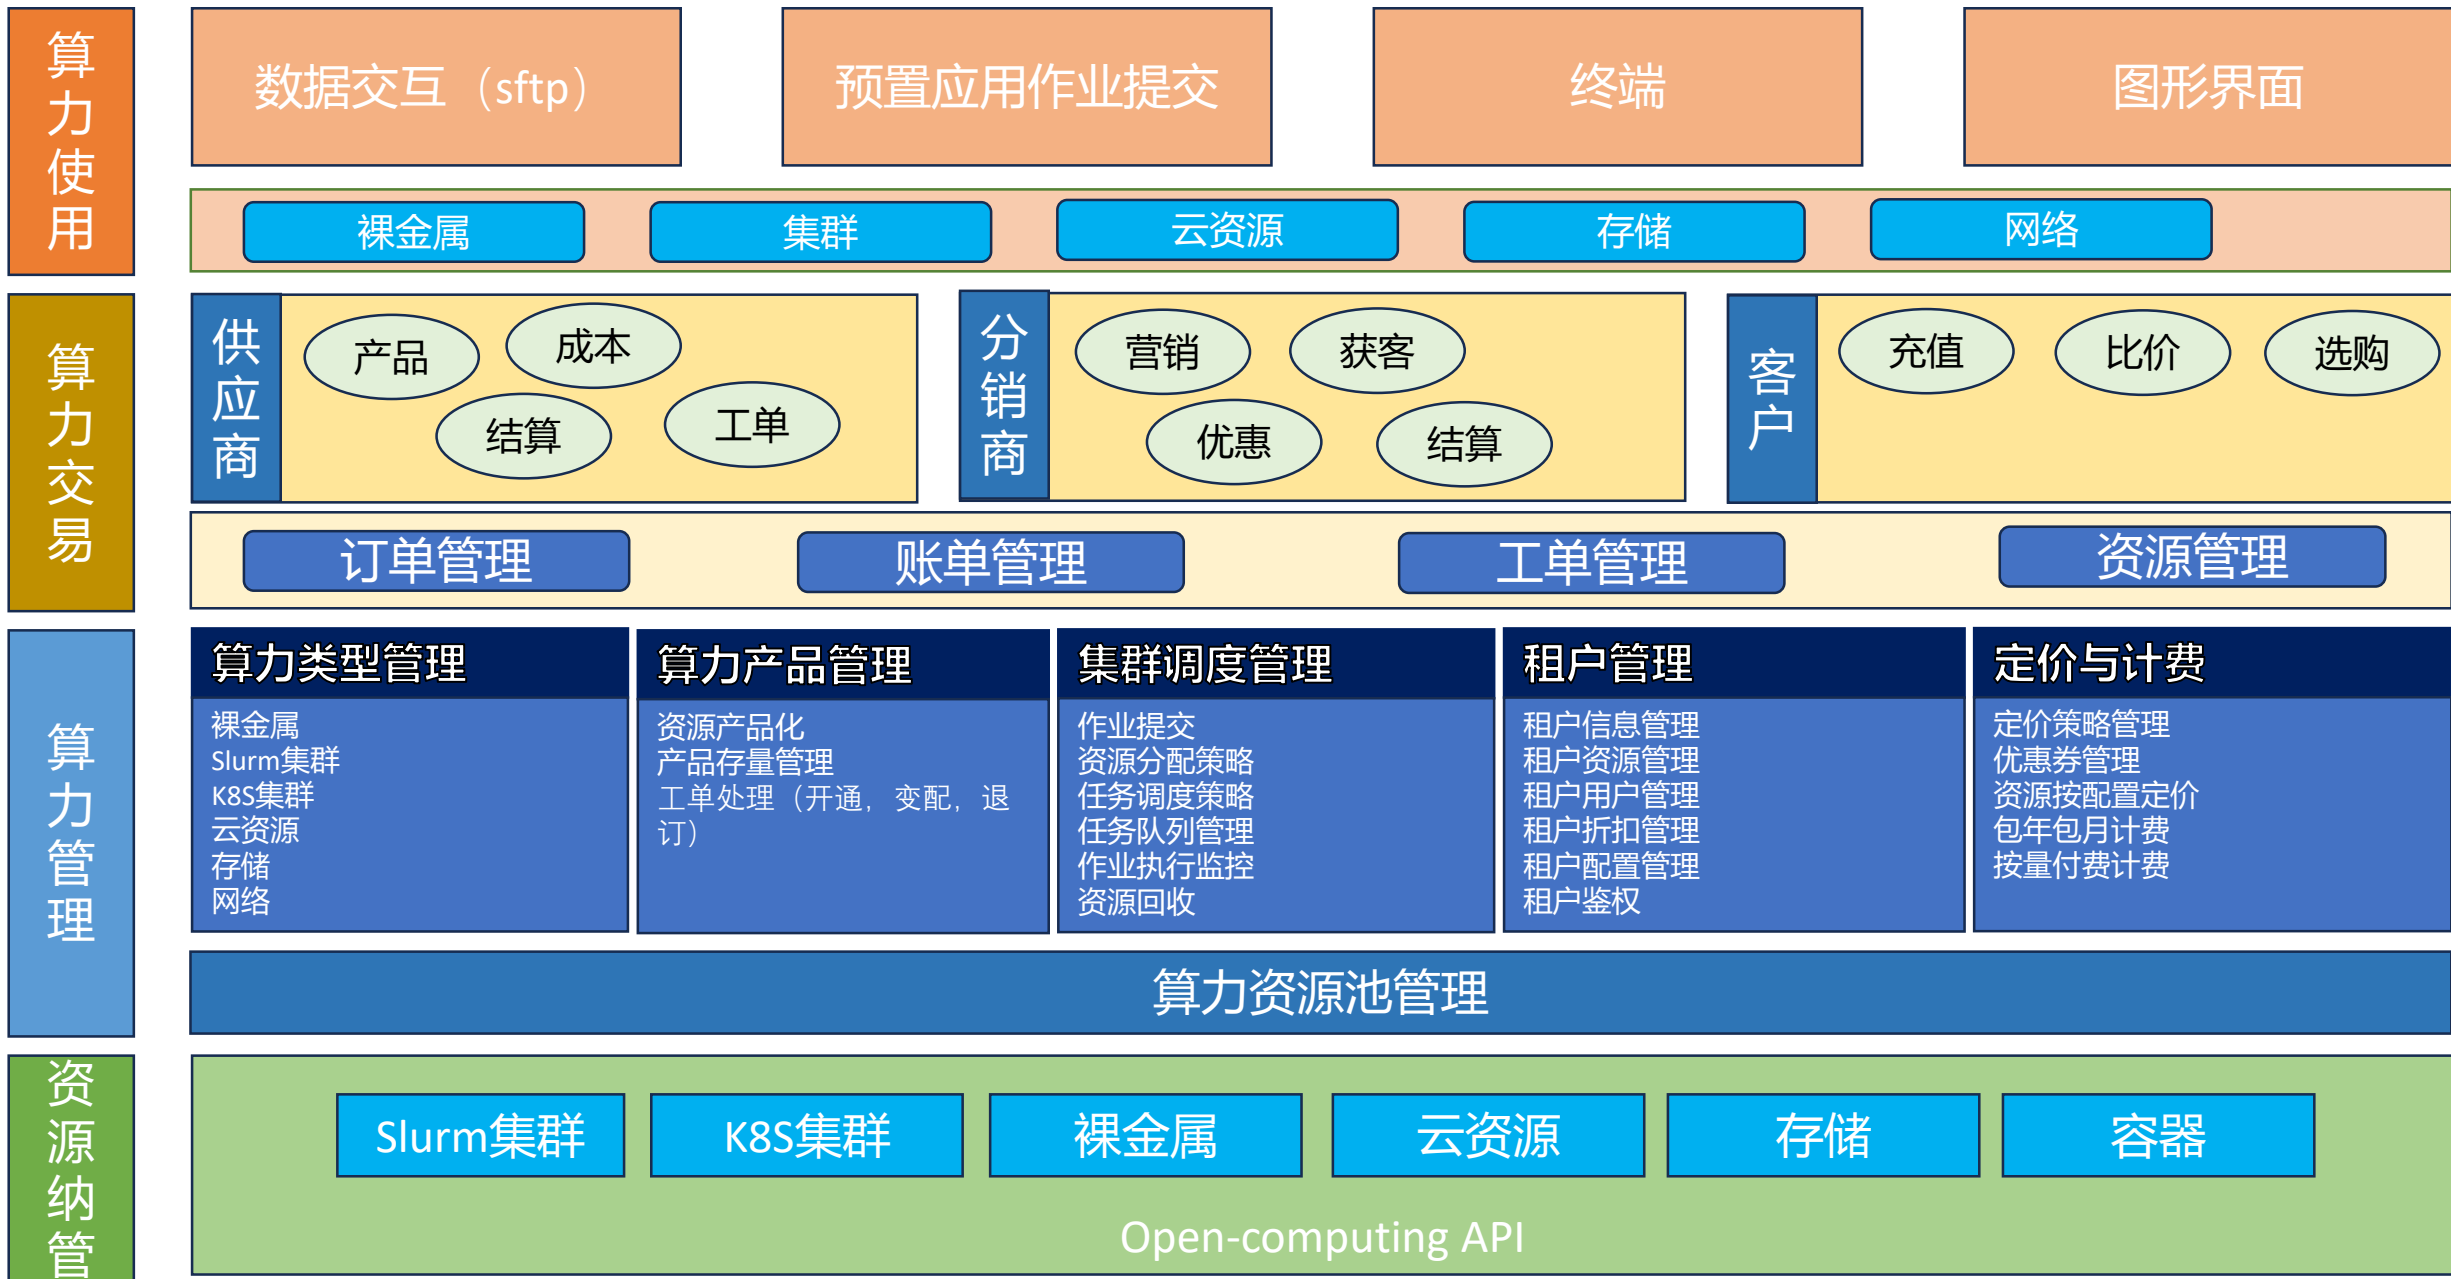 算力使用
数据交互（sftp）
预置应用作业提交
终端
图形界面
裸金属
集群
云资源
存储
网络
算力交易
供应商
产品
成本
结算
工单
分销商
营销
获客
优惠
结算
客户
充值
比价
选购
订单管理
账单管理
工单管理
资源管理
算力管理
算力类型管理
裸金属
Slurm集群
K8S集群
云资源
存储
网络
算力产品管理
资源产品化
产品存量管理
工单处理（开通，变配，退
订）
集群调度管理
作业提交
资源分配策略
任务调度策略
任务队列管理
作业执行监控
资源回收
租户管理
租户信息管理
租户资源管理
租户用户管理
租户折扣管理
租户配置管理
租户鉴权
定价与计费
定价策略管理
优惠券管理
资源按配置定价
包年包月计费
按量付费计费
算力资源池管理
资源纳管
Slurm集群
K8S集群
裸金属
云资源
存储
容器
Open-computing API